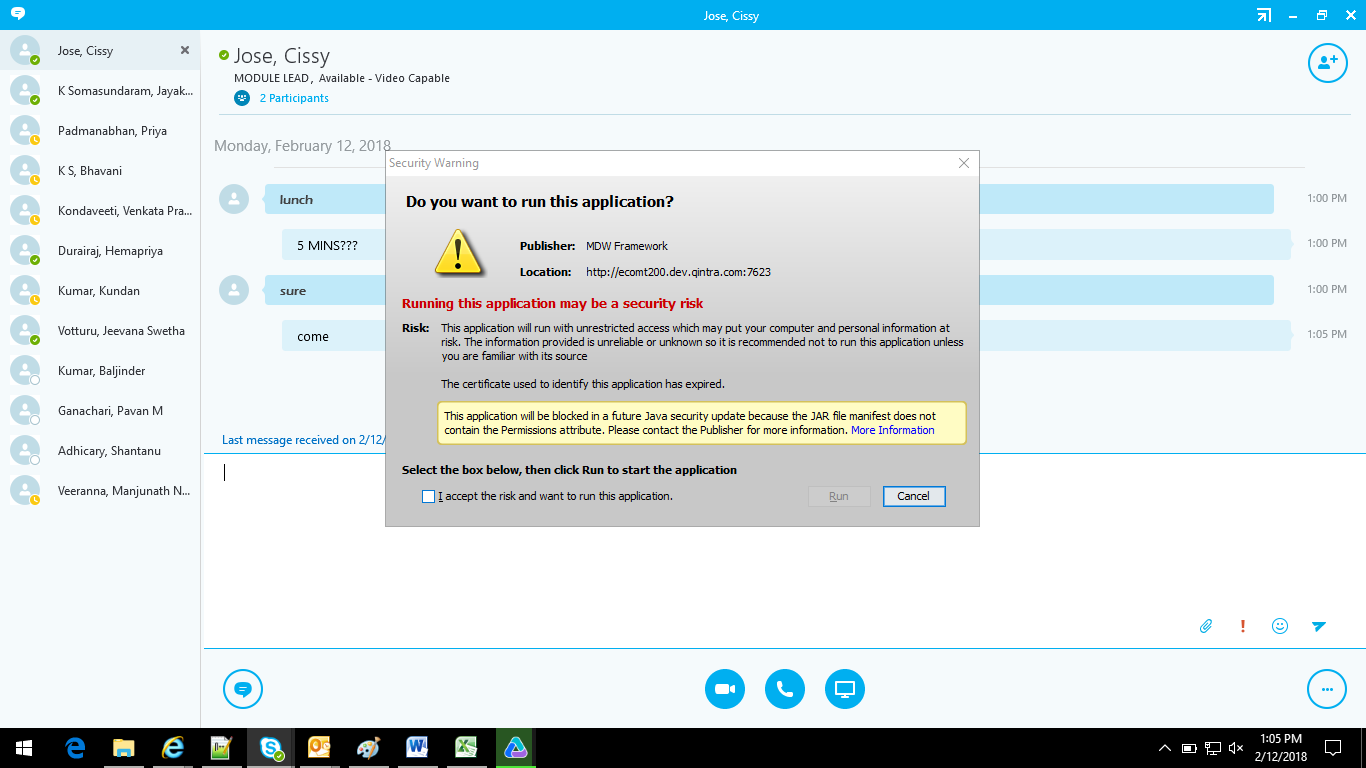 Jose, Cissy
Jose, Cissy
K Somasundaram, Jayak...
Padmanabhan, Priya
K S, Bhavani
Kondaveeti, Venkata Pra...
Durairaj, Hemapriya
Kumar, Kundan
Votturu, Jeevana Swetha
Kumar, Baljinder
Ganachari, Pavan M
Adhicary, Shantanu
Veeranna, Manjunath N...
Jose, Cissy
MODULE LEAD, Available - Video Capable
2 Participants
Monday, February 12, 2018
lunch 1:00 PM
5 MINS??? 1:00 PM
sure 1:00 PM
come 1:05 PM
Last message received on 2/12/
Security Warning
Do you want to run this application?
Publisher: MDW Framework
Location: http://ecomt200.dev.qintra.com:7623
Running this application may be a security risk
Risk: This application will run with unrestricted access which may put your computer and personal information at
risk. The information provided is unreliable or unknown so it is recommended not to run this application unless
you are familiar with its source
The certificate used to identify this application has expired.
This application will be blocked in a future Java security update because the JAR file manifest does not
contain the Permissions attribute. Please contact the Publisher for more information. More Information
Select the box below, then click Run to start the application
I accept the risk and want to run this application.
Run Cancel
1:05 PM
2/12/2018